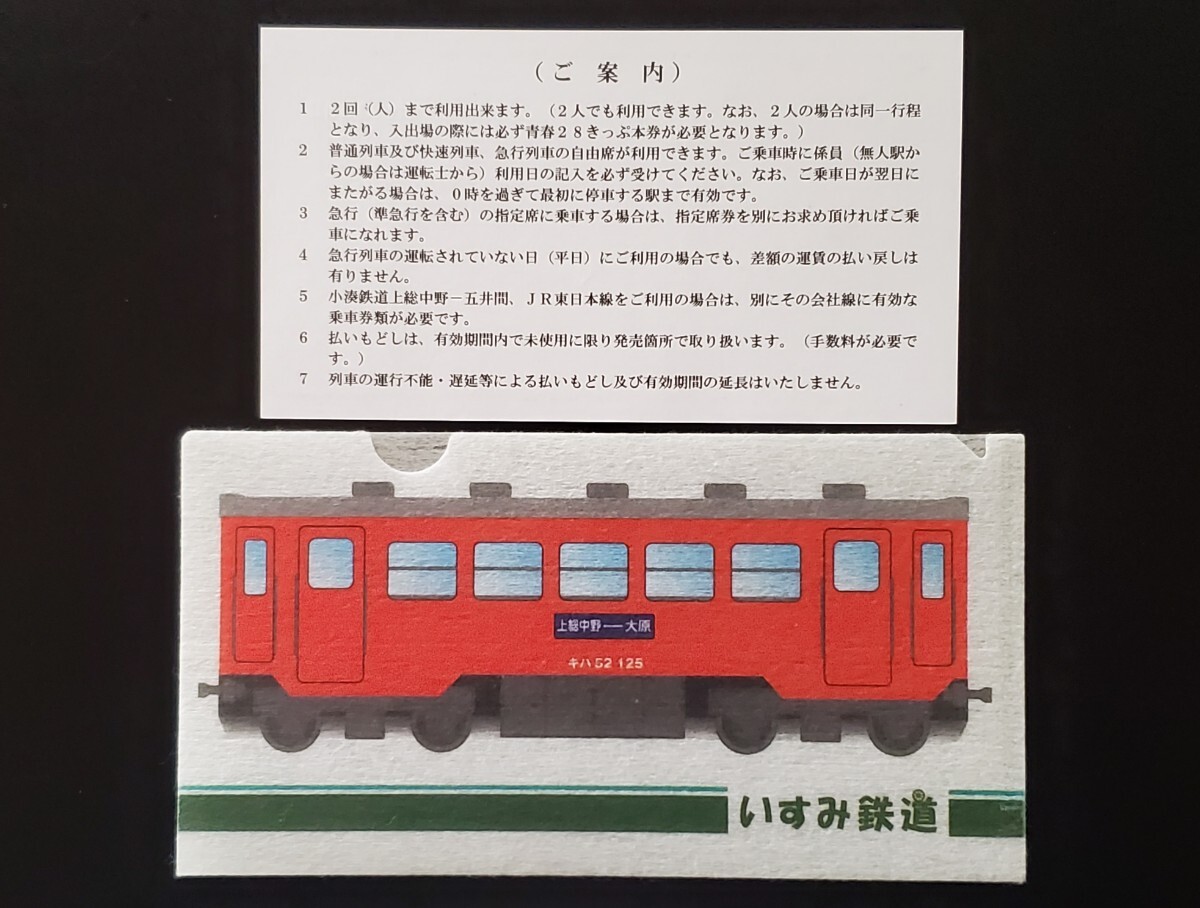 （ご 案 内）
1 2回（人）まで利用出来ます。（2人でも利用できます。なお、2人の場合は同一行程
となり、入出場の際には必ず青春28きっぷ本券が必要となります。）
2 普通列車及び快速列車、急行列車の自由席が利用できます。ご乗車時に係員（無人駅か
らの場合は運転士から）利用日の記入を必ず受けてください。なお、ご乗車日が翌日に
またがる場合は、0時を過ぎて最初に停車する駅まで有効です。
3 急行（準急行を含む）の指定席に乗車する場合は、指定席券を別にお求め頂ければご乗
車になれます。
4 急行列車の運転されていない日（平日）にご利用の場合でも、差額の運賃の払い戻しは
有りません。
5 小湊鉄道上総中野－五井間、JR東日本線をご利用の場合は、別にその会社線に有効な
乗車券類が必要です。
6 払いもどしは、有効期間内で未使用に限り発売箇所で取り扱います。（手数料が必要で
す。）
7 列車の運行不能・遅延等による払いもどし及び有効期間の延長はいたしません。
上総中野──大原
キハ52 125
いすみ鉄道